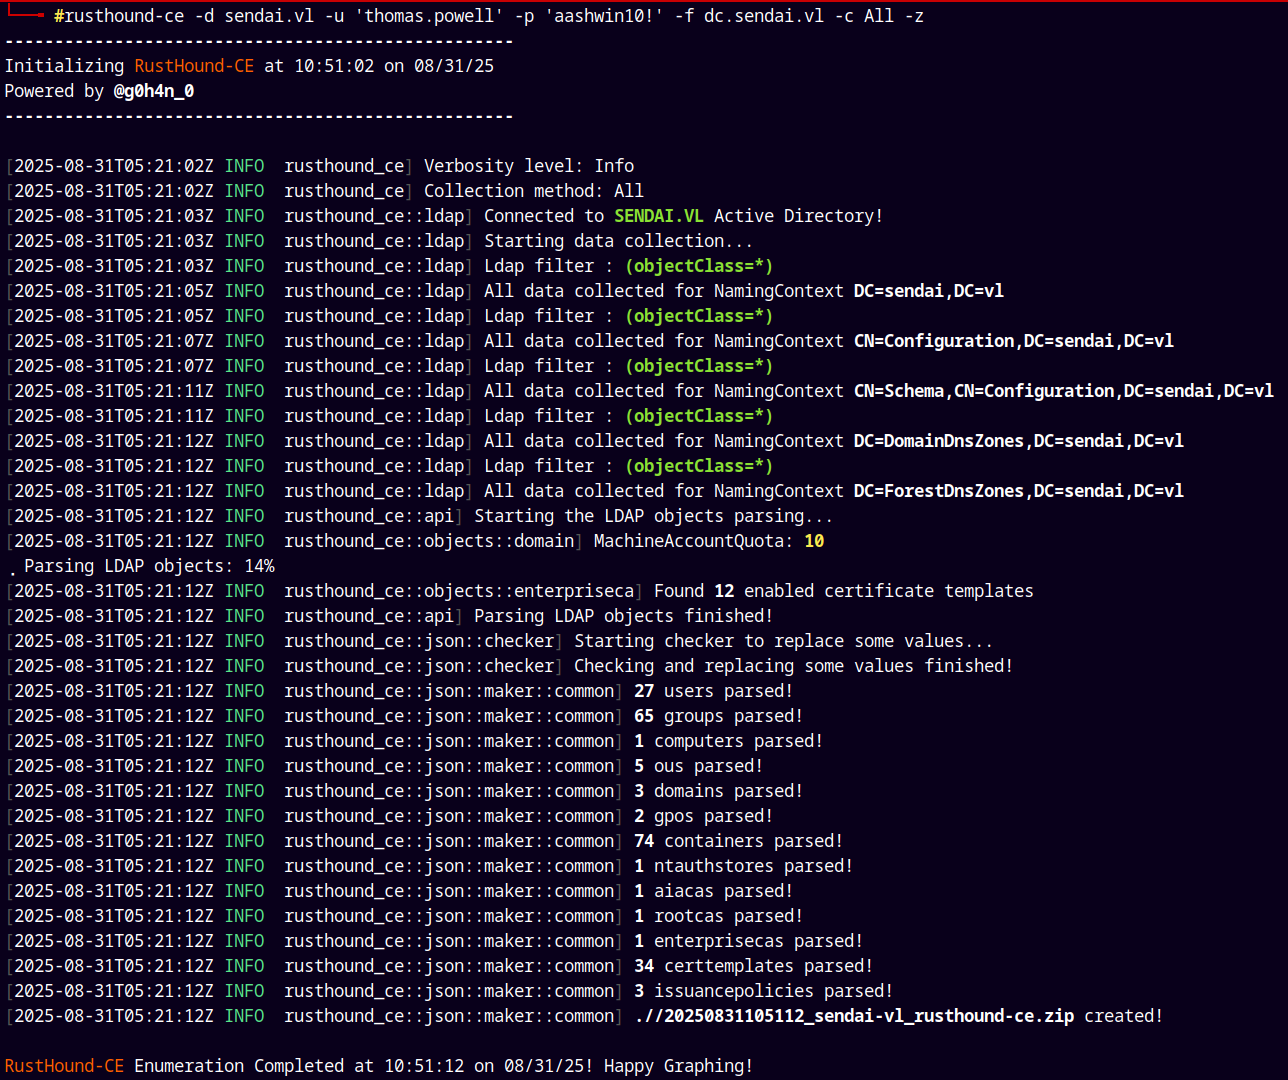 #rusthound-ce -d sendai.vl -u 'thomas.powell' -p 'aashwin10!' -f dc.sendai.vl -c All -z
---------------------------------------------------
Initializing RustHound-CE at 10:51:02 on 08/31/25
Powered by @g0h4n_0
---------------------------------------------------
[2025-08-31T05:21:02Z INFO  rusthound_ce] Verbosity level: Info
[2025-08-31T05:21:02Z INFO  rusthound_ce] Collection method: All
[2025-08-31T05:21:03Z INFO  rusthound_ce::ldap] Connected to SENDAI.VL Active Directory!
[2025-08-31T05:21:03Z INFO  rusthound_ce::ldap] Starting data collection...
[2025-08-31T05:21:03Z INFO  rusthound_ce::ldap] Ldap filter : (objectClass=*)
[2025-08-31T05:21:05Z INFO  rusthound_ce::ldap] All data collected for NamingContext DC=sendai,DC=vl
[2025-08-31T05:21:05Z INFO  rusthound_ce::ldap] Ldap filter : (objectClass=*)
[2025-08-31T05:21:07Z INFO  rusthound_ce::ldap] All data collected for NamingContext CN=Configuration,DC=sendai,DC=vl
[2025-08-31T05:21:07Z INFO  rusthound_ce::ldap] Ldap filter : (objectClass=*)
[2025-08-31T05:21:11Z INFO  rusthound_ce::ldap] All data collected for NamingContext CN=Schema,CN=Configuration,DC=sendai,DC=vl
[2025-08-31T05:21:11Z INFO  rusthound_ce::ldap] Ldap filter : (objectClass=*)
[2025-08-31T05:21:12Z INFO  rusthound_ce::ldap] All data collected for NamingContext DC=DomainDnsZones,DC=sendai,DC=vl
[2025-08-31T05:21:12Z INFO  rusthound_ce::ldap] Ldap filter : (objectClass=*)
[2025-08-31T05:21:12Z INFO  rusthound_ce::ldap] All data collected for NamingContext DC=ForestDnsZones,DC=sendai,DC=vl
[2025-08-31T05:21:12Z INFO  rusthound_ce::api] Starting the LDAP objects parsing...
[2025-08-31T05:21:12Z INFO  rusthound_ce::objects::domain] MachineAccountQuota: 10
. Parsing LDAP objects: 14%
[2025-08-31T05:21:12Z INFO  rusthound_ce::objects::enterpriseca] Found 12 enabled certificate templates
[2025-08-31T05:21:12Z INFO  rusthound_ce::api] Parsing LDAP objects finished!
[2025-08-31T05:21:12Z INFO  rusthound_ce::json::checker] Starting checker to replace some values...
[2025-08-31T05:21:12Z INFO  rusthound_ce::json::checker] Checking and replacing some values finished!
[2025-08-31T05:21:12Z INFO  rusthound_ce::json::maker::common] 27 users parsed!
[2025-08-31T05:21:12Z INFO  rusthound_ce::json::maker::common] 65 groups parsed!
[2025-08-31T05:21:12Z INFO  rusthound_ce::json::maker::common] 1 computers parsed!
[2025-08-31T05:21:12Z INFO  rusthound_ce::json::maker::common] 5 ous parsed!
[2025-08-31T05:21:12Z INFO  rusthound_ce::json::maker::common] 3 domains parsed!
[2025-08-31T05:21:12Z INFO  rusthound_ce::json::maker::common] 2 gpos parsed!
[2025-08-31T05:21:12Z INFO  rusthound_ce::json::maker::common] 74 containers parsed!
[2025-08-31T05:21:12Z INFO  rusthound_ce::json::maker::common] 1 ntauthstores parsed!
[2025-08-31T05:21:12Z INFO  rusthound_ce::json::maker::common] 1 aiacas parsed!
[2025-08-31T05:21:12Z INFO  rusthound_ce::json::maker::common] 1 rootcas parsed!
[2025-08-31T05:21:12Z INFO  rusthound_ce::json::maker::common] 1 enterprisecas parsed!
[2025-08-31T05:21:12Z INFO  rusthound_ce::json::maker::common] 34 certtemplates parsed!
[2025-08-31T05:21:12Z INFO  rusthound_ce::json::maker::common] 3 issuancepolicies parsed!
[2025-08-31T05:21:12Z INFO  rusthound_ce::json::maker::common] .//20250831105112_sendai-vl_rusthound-ce.zip created!
RustHound-CE Enumeration Completed at 10:51:12 on 08/31/25! Happy Graphing!